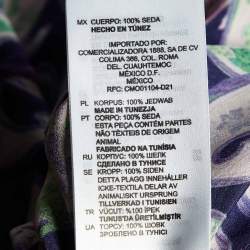 MX CUERPO: 100% SEDA
HECHO EN TÚNEZ
IMPORTADO POR:
COMERCIALIZADORA 1888, SA DE CV
COLIMA 366, COL. ROMA
DEL. CUAUHTEMOC
MÉXICO D.F.
MÉXICO
RFC: CMO01104-D21
PL KORPUS: 100% JEDWAB
MADE IN TUNEZJA
PT CORPO: 100% SEDA
ESTA PEÇA CONTÉM PARTES
NÃO TÊXTEIS DE ORIGEM
ANIMAL
FABRICADO NA TUNÍSIA
RU КОРПУС: 100% ШЕЛК
СДЕЛАНО В ТУНИСЕ
SE KROPP: 100% SIDEN
DETTA PLAGG INNEHÅLLER
ICKE-TEXTILA DELAR AV
ANIMALISKT URSPRUNG
TILLVERKAD I TUNISIEN
TR VÜCUT: %100 İPEK
TUNUS'DA ÜRETİLMİŞTİR
UA ТОРСУ: 100% ШОВК
ЗРОБЛЕНО В ТУНІСІ